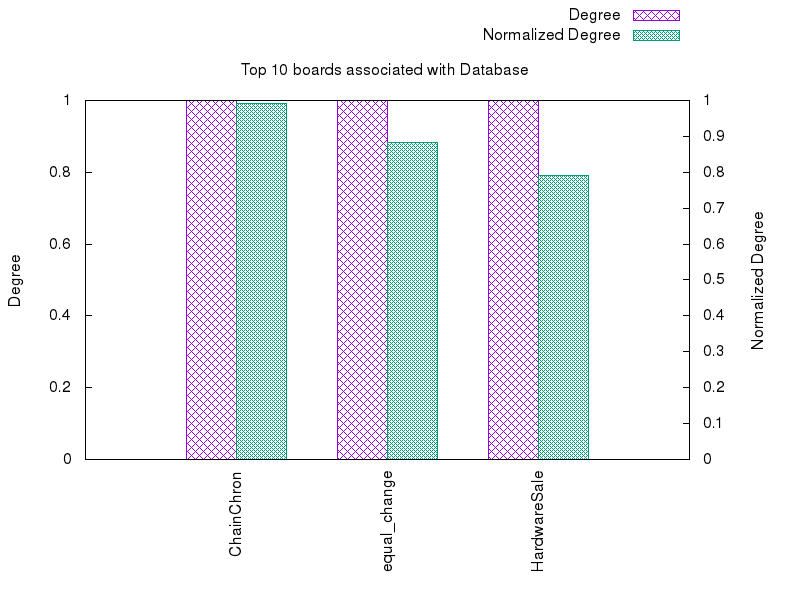 Degree
Normalized Degree
Top 10 boards associated with Database
1
0.8
0.6
0.4
0.2
0
1
0.9
0.8
0.7
0.6
0.5
0.4
0.3
0.2
0.1
0
Degree
Normalized Degree
ChainChron
equal_change
HardwareSale